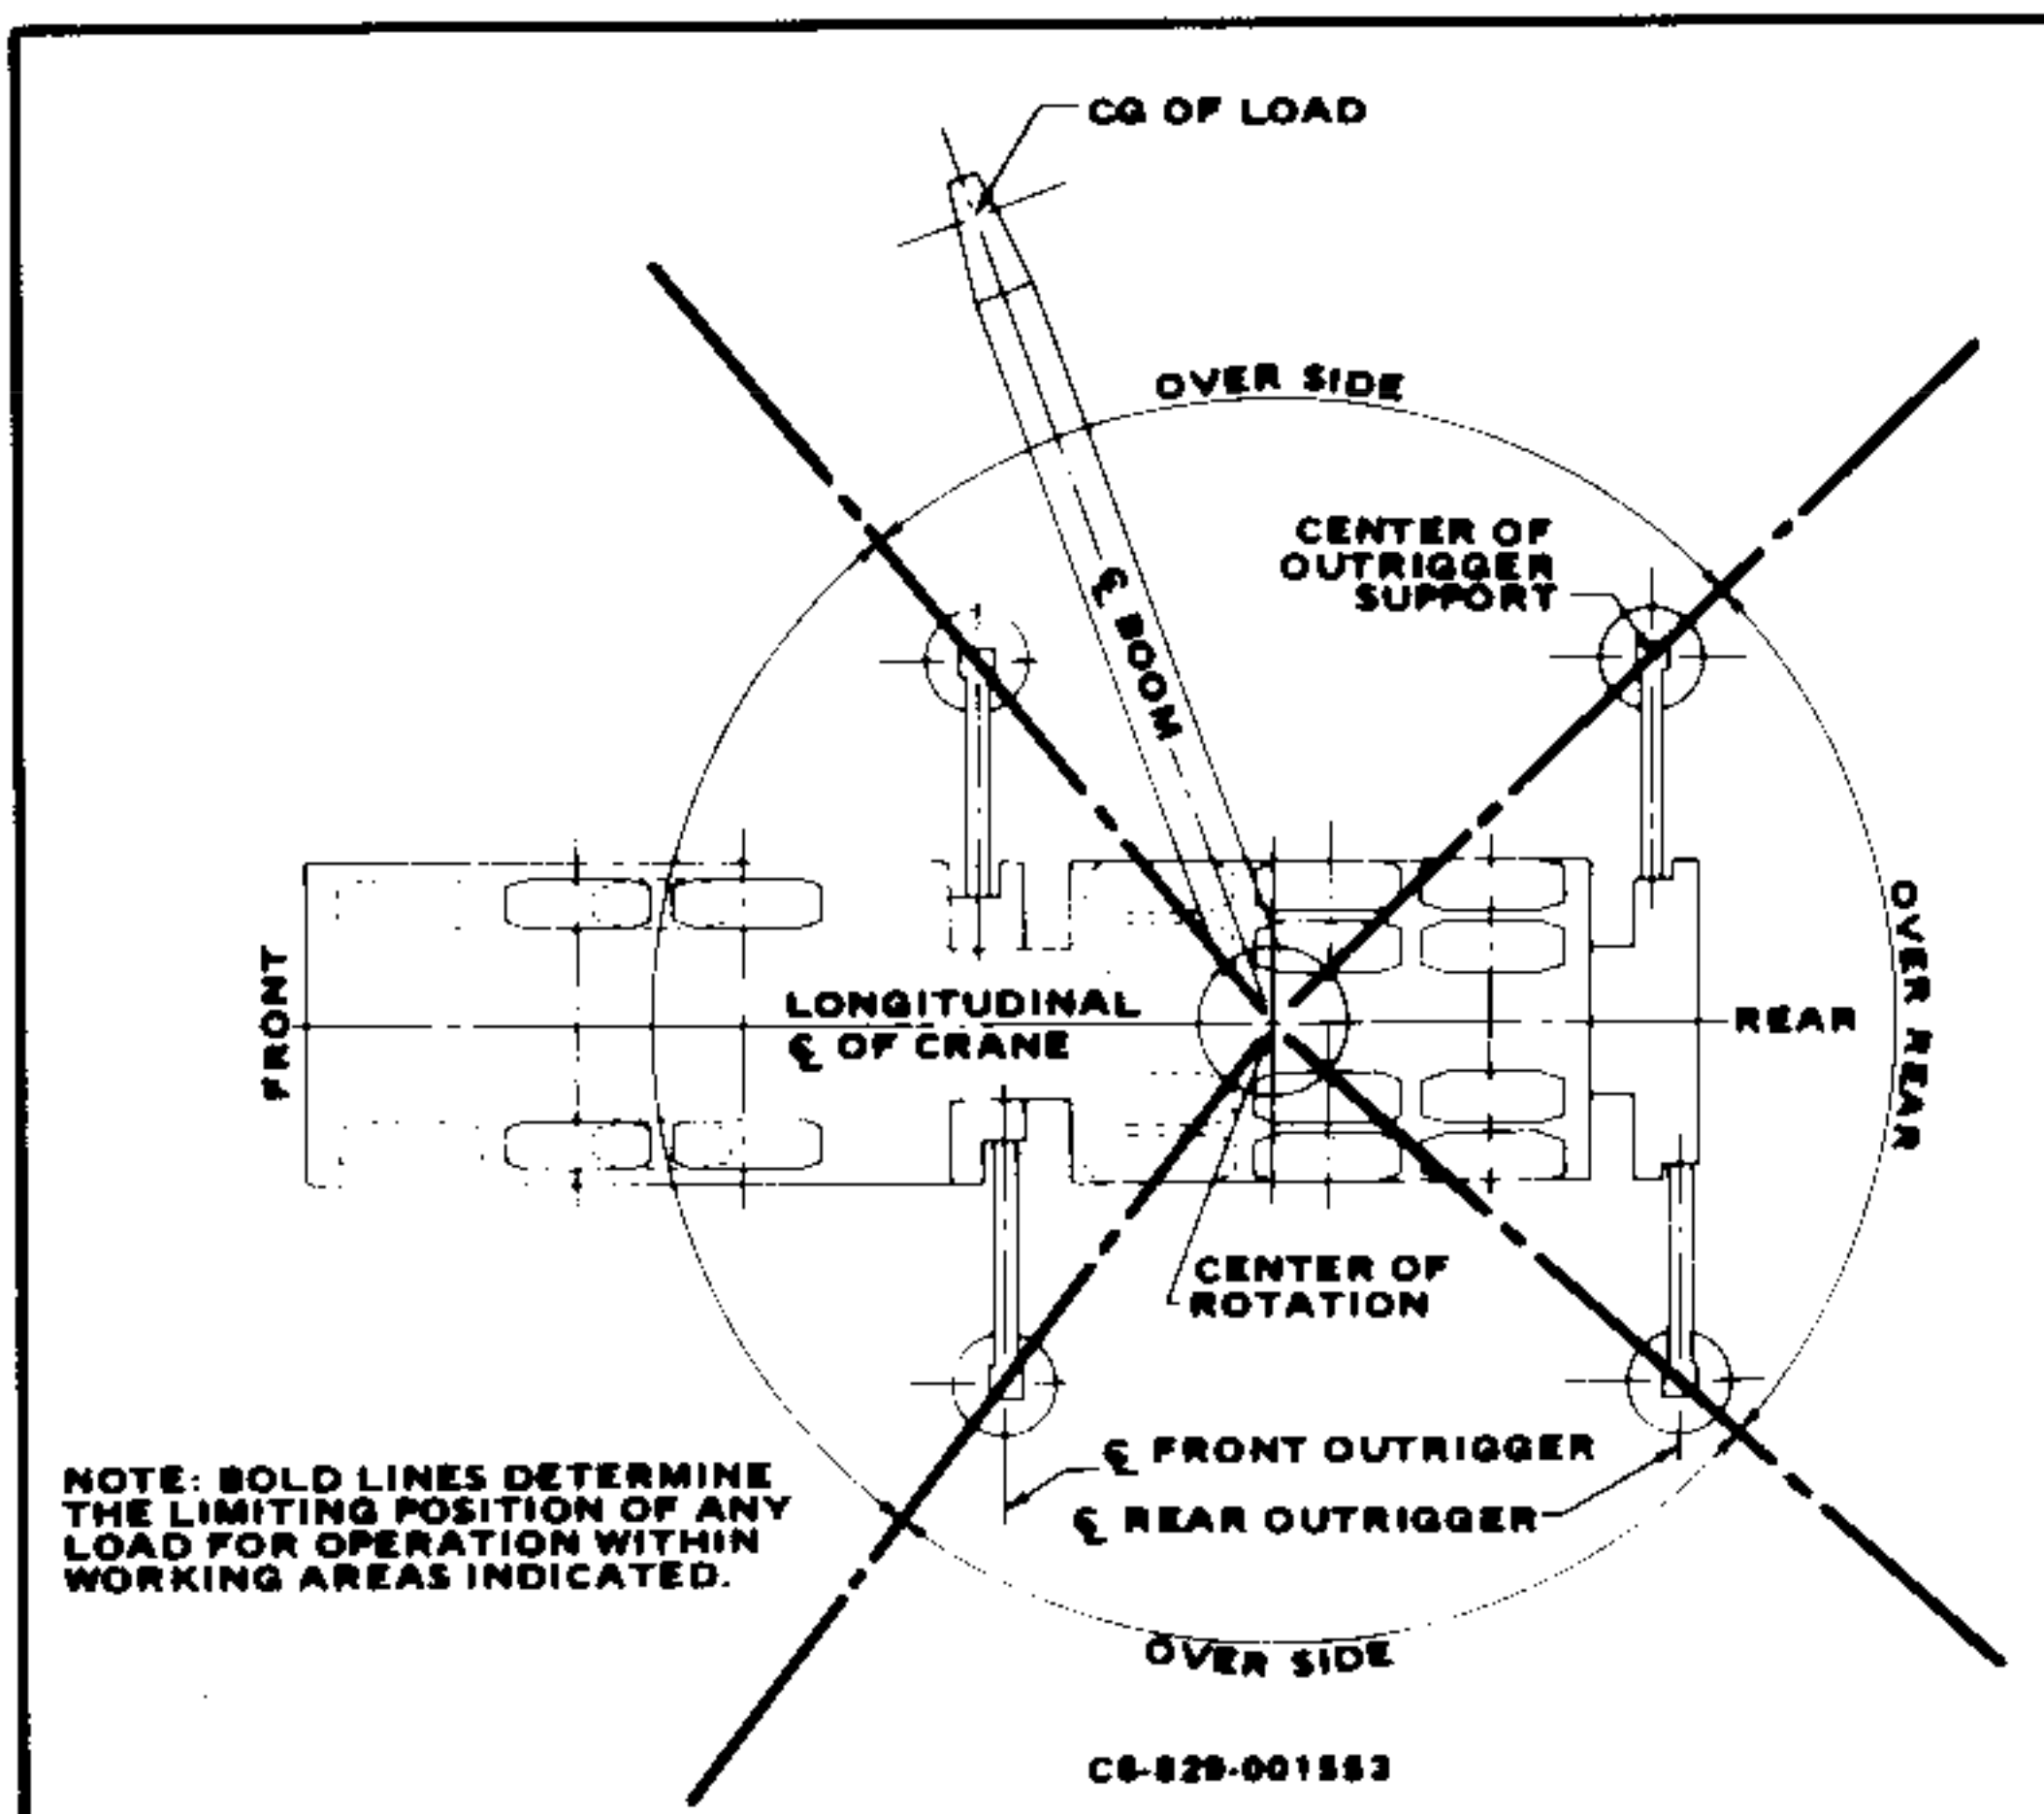 CG OF LOAD
OVER SIDE
CENTER OF
OUTRIGGER
SUPPORT
℄ BOOM
OVER REAR
FRONT
LONGITUDINAL
℄ OF CRANE
REAR
CENTER OF
ROTATION
℄ FRONT OUTRIGGER
℄ REAR OUTRIGGER
NOTE: BOLD LINES DETERMINE
THE LIMITING POSITION OF ANY
LOAD FOR OPERATION WITHIN
WORKING AREAS INDICATED.
OVER SIDE